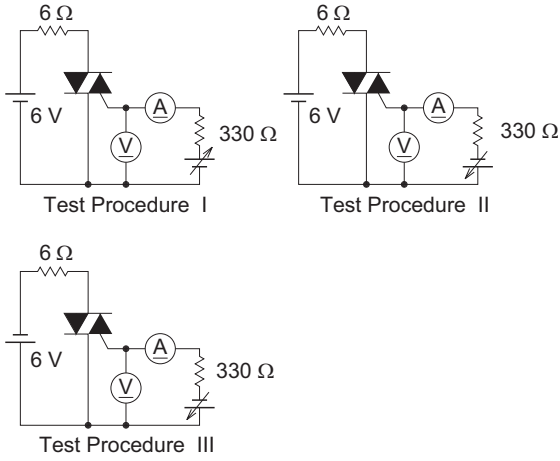 6 Ω
6 V
A
V
330 Ω
Test Procedure I
6 Ω
6 V
A
V
330 Ω
Test Procedure II
6 Ω
6 V
A
V
330 Ω
Test Procedure III